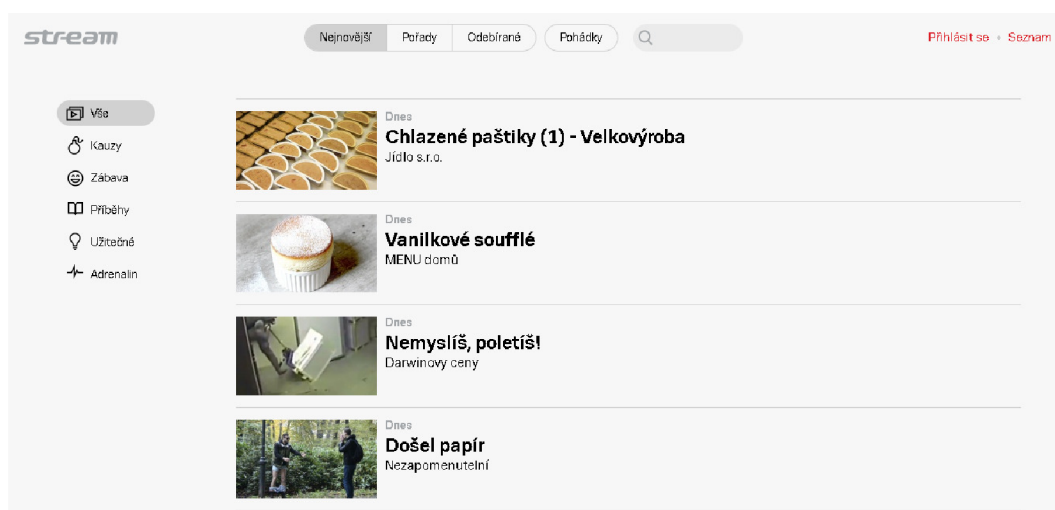 stream
Nejnovější Pořady Odebírané Pohádky
Přihlásit se • Seznam
Vše
Kauzy
Zábava
Příběhy
Užitečné
Adrenalin
Dnes
Chlazené paštiky (1) - Velkovýroba
Jídlo s.r.o.
Dnes
Vanilkové soufflé
MENU domů
Dnes
Nemyslíš, poletíš!
Darwinovy ceny
Dnes
Došel papír
Nezapomenutelní